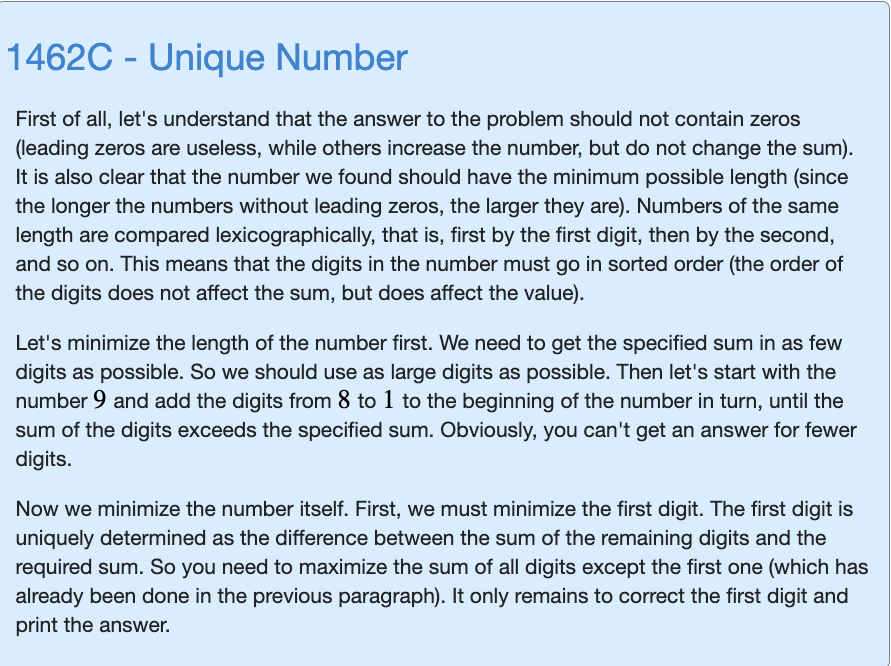 1462C - Unique Number
First of all, let's understand that the answer to the problem should not contain zeros
(leading zeros are useless, while others increase the number, but do not change the sum).
It is also clear that the number we found should have the minimum possible length (since
the longer the numbers without leading zeros, the larger they are). Numbers of the same
length are compared lexicographically, that is, first by the first digit, then by the second,
and so on. This means that the digits in the number must go in sorted order (the order of
the digits does not affect the sum, but does affect the value).
Let's minimize the length of the number first. We need to get the specified sum in as few
digits as possible. So we should use as large digits as possible. Then let's start with the
number 9 and add the digits from 8 to 1 to the beginning of the number in turn, until the
sum of the digits exceeds the specified sum. Obviously, you can't get an answer for fewer
digits.
Now we minimize the number itself. First, we must minimize the first digit. The first digit is
uniquely determined as the difference between the sum of the remaining digits and the
required sum. So you need to maximize the sum of all digits except the first one (which has
already been done in the previous paragraph). It only remains to correct the first digit and
print the answer.